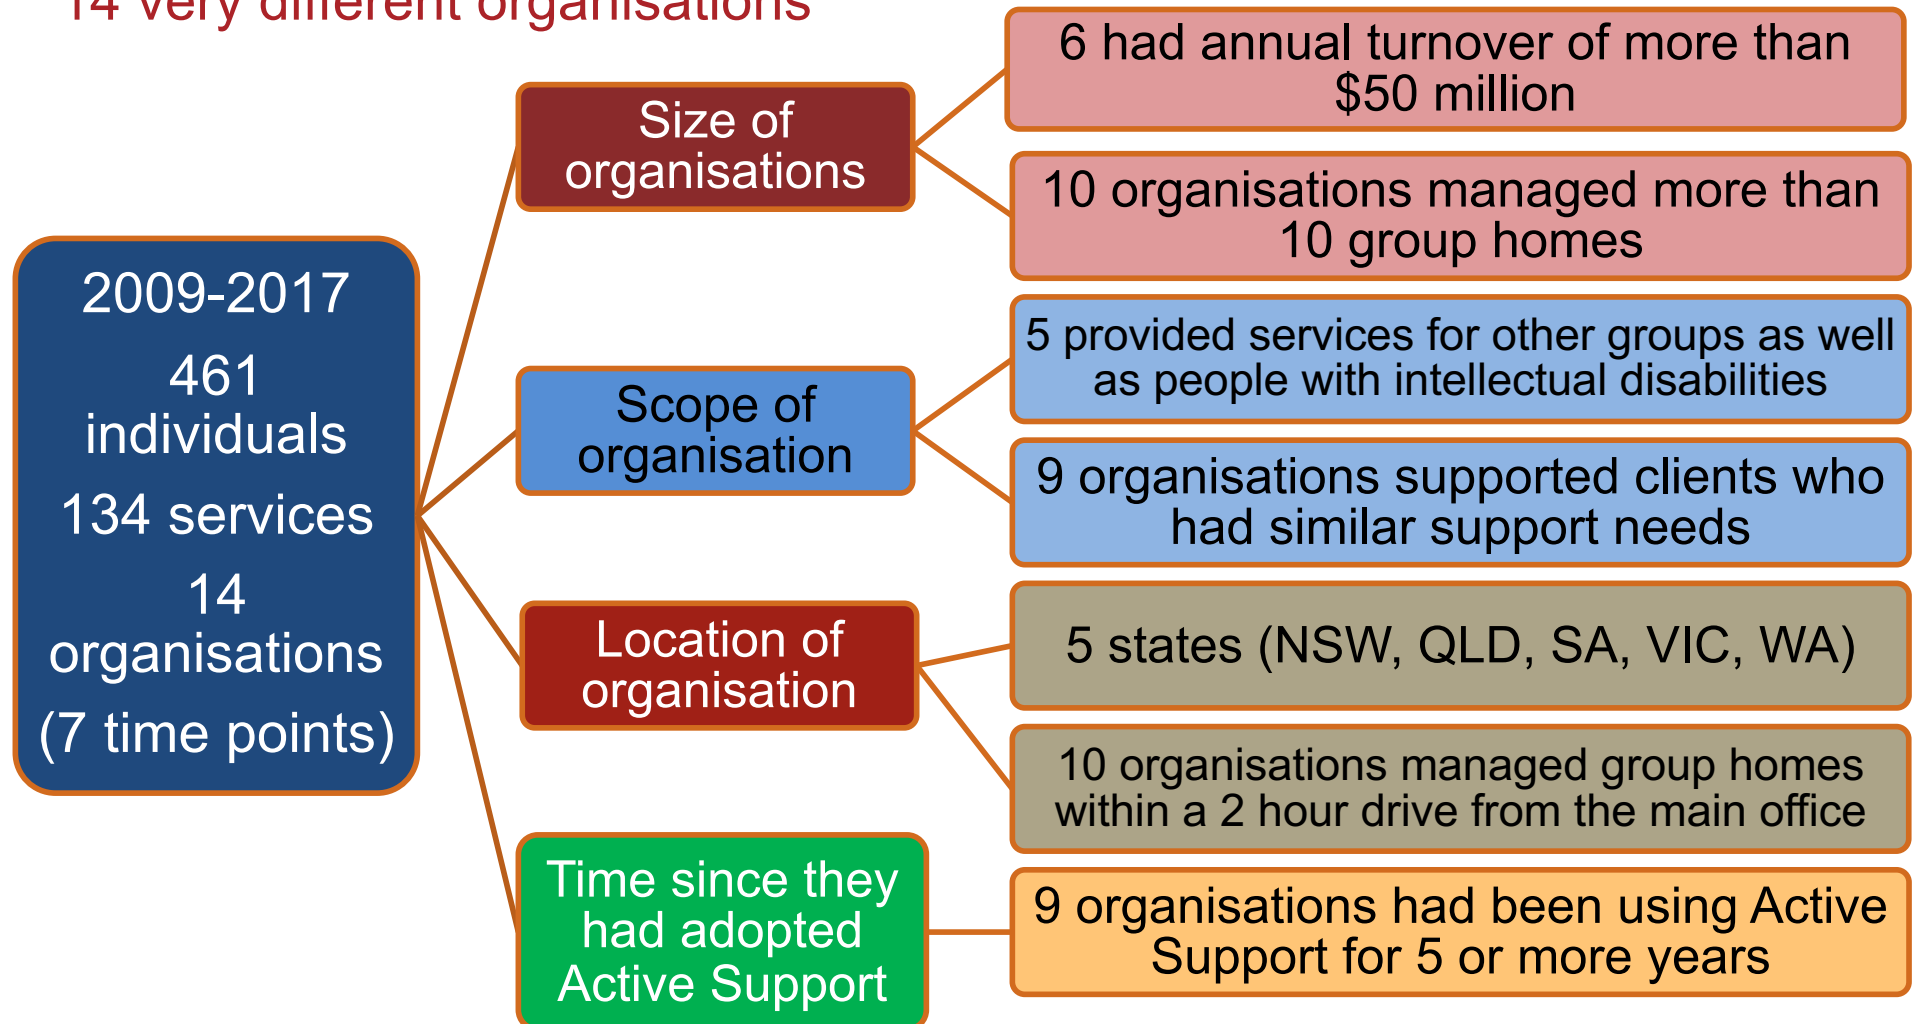 14 very different organisations
2009-2017
461
individuals
134 services
14
organisations
(7 time points)
Size of
organisations
6 had annual turnover of more than
$50 million
10 organisations managed more than
10 group homes
Scope of
organisation
5 provided services for other groups as well
as people with intellectual disabilities
9 organisations supported clients who
had similar support needs
Location of
organisation
5 states (NSW, QLD, SA, VIC, WA)
10 organisations managed group homes
within a 2 hour drive from the main office
Time since they
had adopted
Active Support
9 organisations had been using Active
Support for 5 or more years